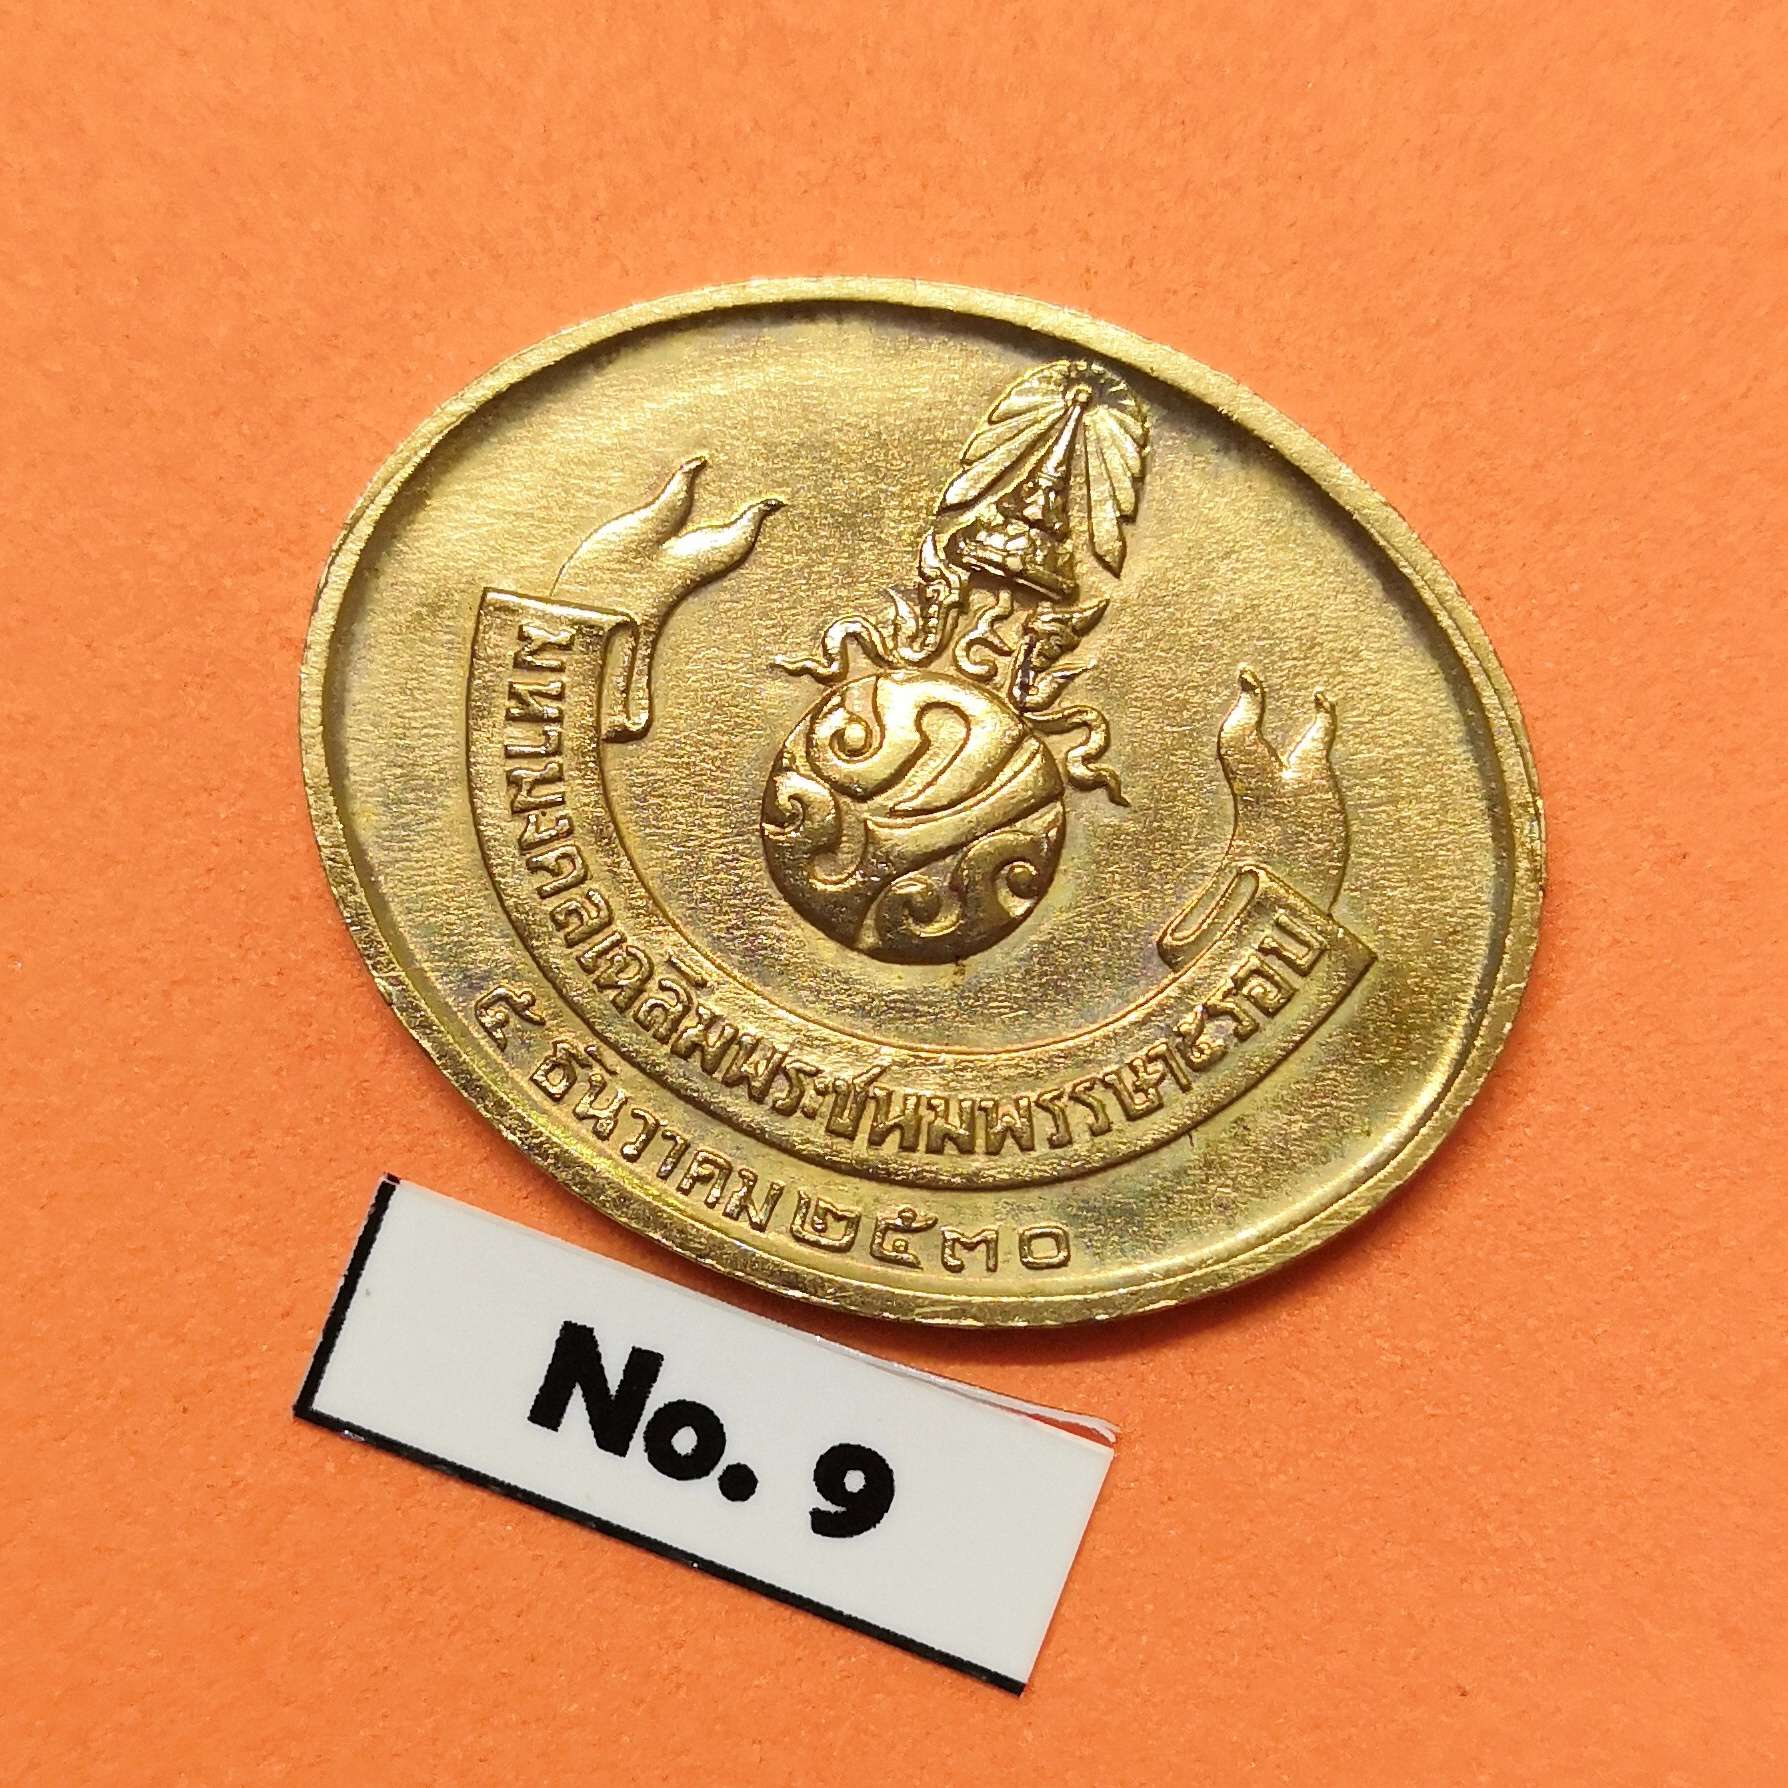 มหามงคลเฉลิมพระชนมพรรษา ๕ รอบ
๕ ธันวาคม ๒๕๓๐
No. 9